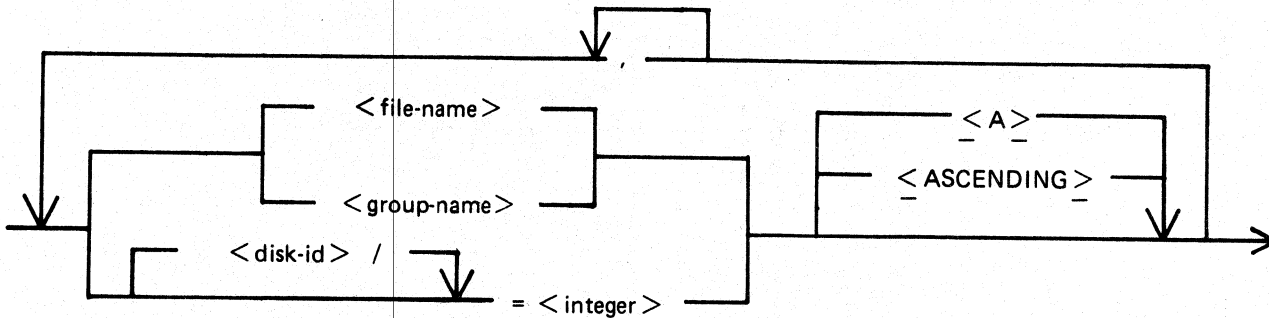 ,
<file-name>
<A>
<ASCENDING>
<group-name>
<disk-id> /
= <integer>